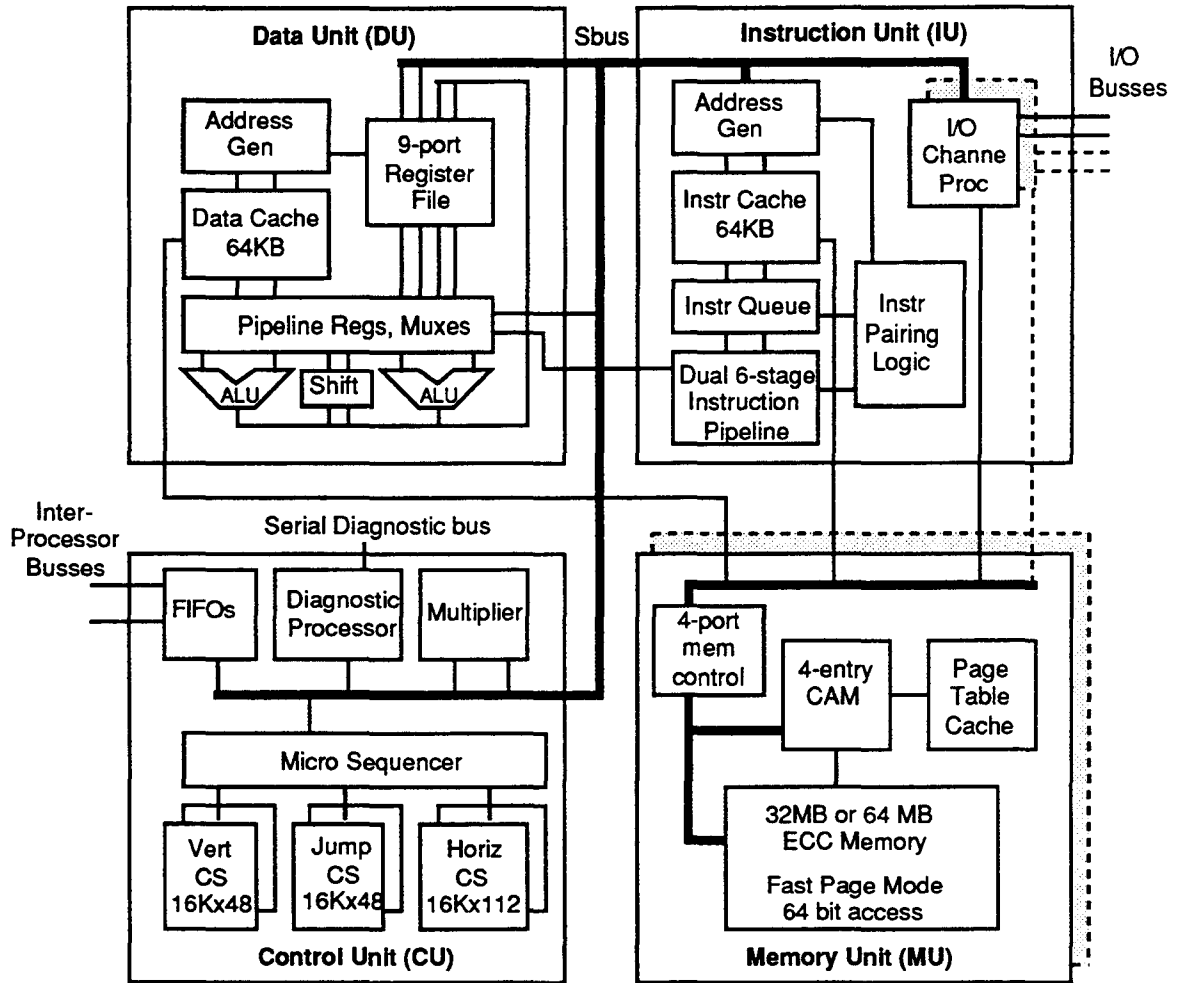 Data Unit (DU)
Sbus
Instruction Unit (IU)
I/O
Busses
Address
Gen
9-port
Register
File
Data Cache
64KB
Pipeline Regs, Muxes
ALU
Shift
ALU
Address
Gen
I/O
Channe
Proc
Instr Cache
64KB
Instr Queue
Instr
Pairing
Logic
Dual 6-stage
Instruction
Pipeline
Inter-
Processor
Busses
Serial Diagnostic bus
FIFOs
Diagnostic
Processor
Multiplier
Micro Sequencer
Vert
CS
16Kx48
Jump
CS
16Kx48
Horiz
CS
16Kx112
Control Unit (CU)
4-port
mem
control
4-entry
CAM
Page
Table
Cache
32MB or 64 MB
ECC Memory
Fast Page Mode
64 bit access
Memory Unit (MU)